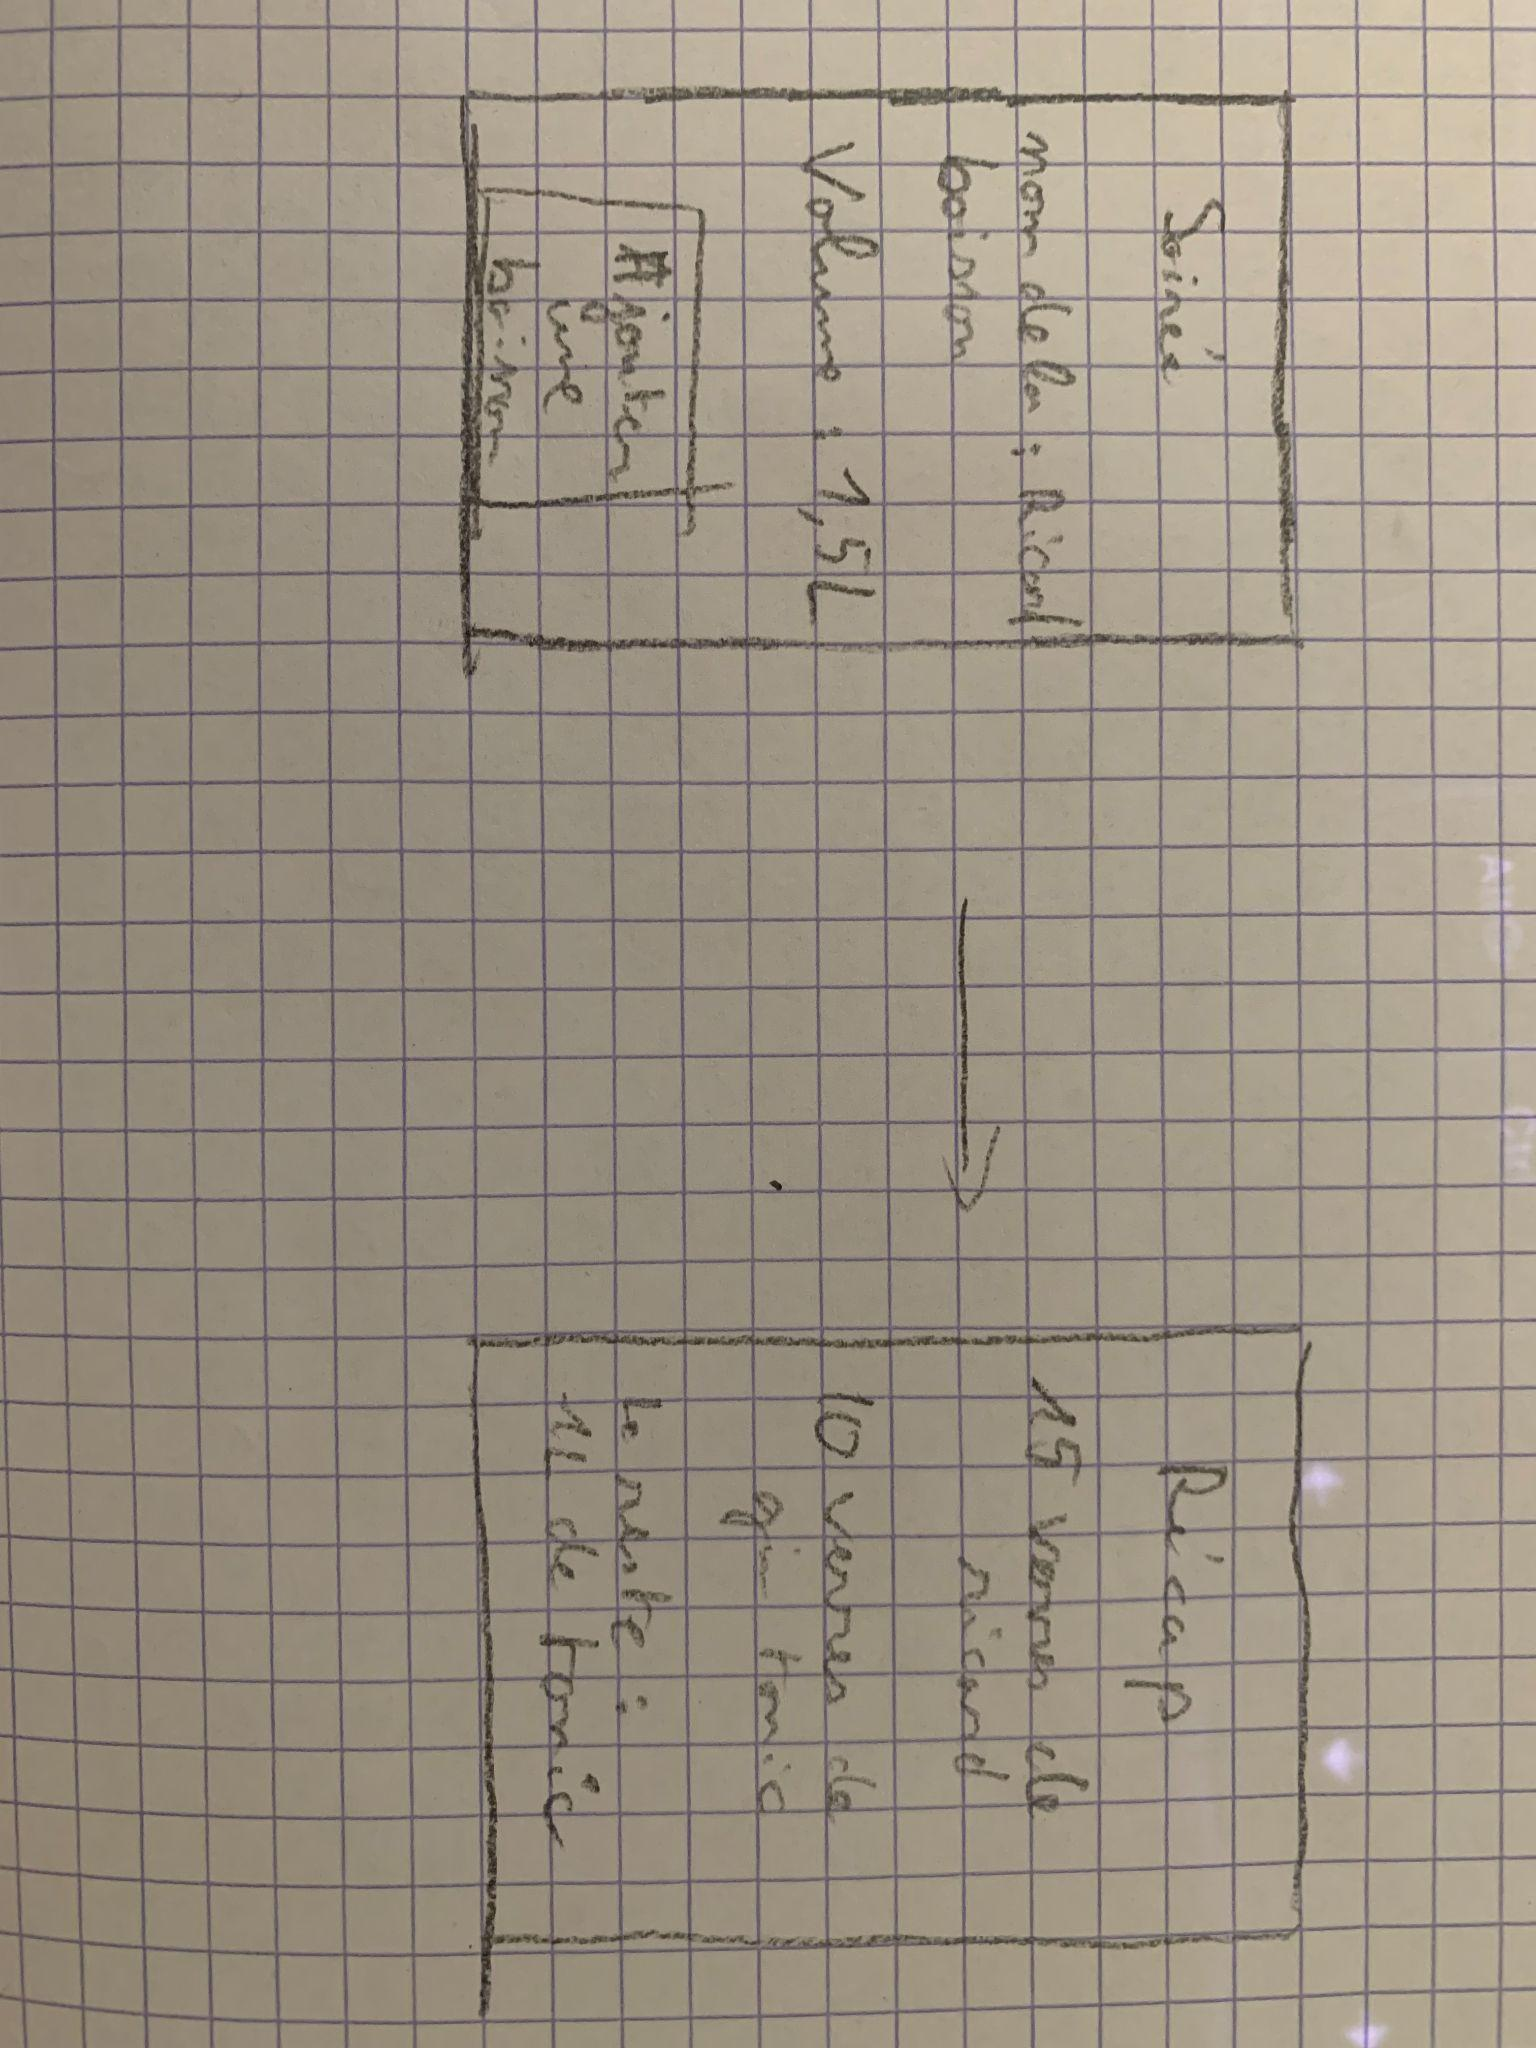 Soirée
nom de la : Ricard
boisson
Volume : 1,5L
Ajouter
une
boisson
Récap
15 verres de
ricard
10 verres de
gin tonic
Le reste :
1L de tonic